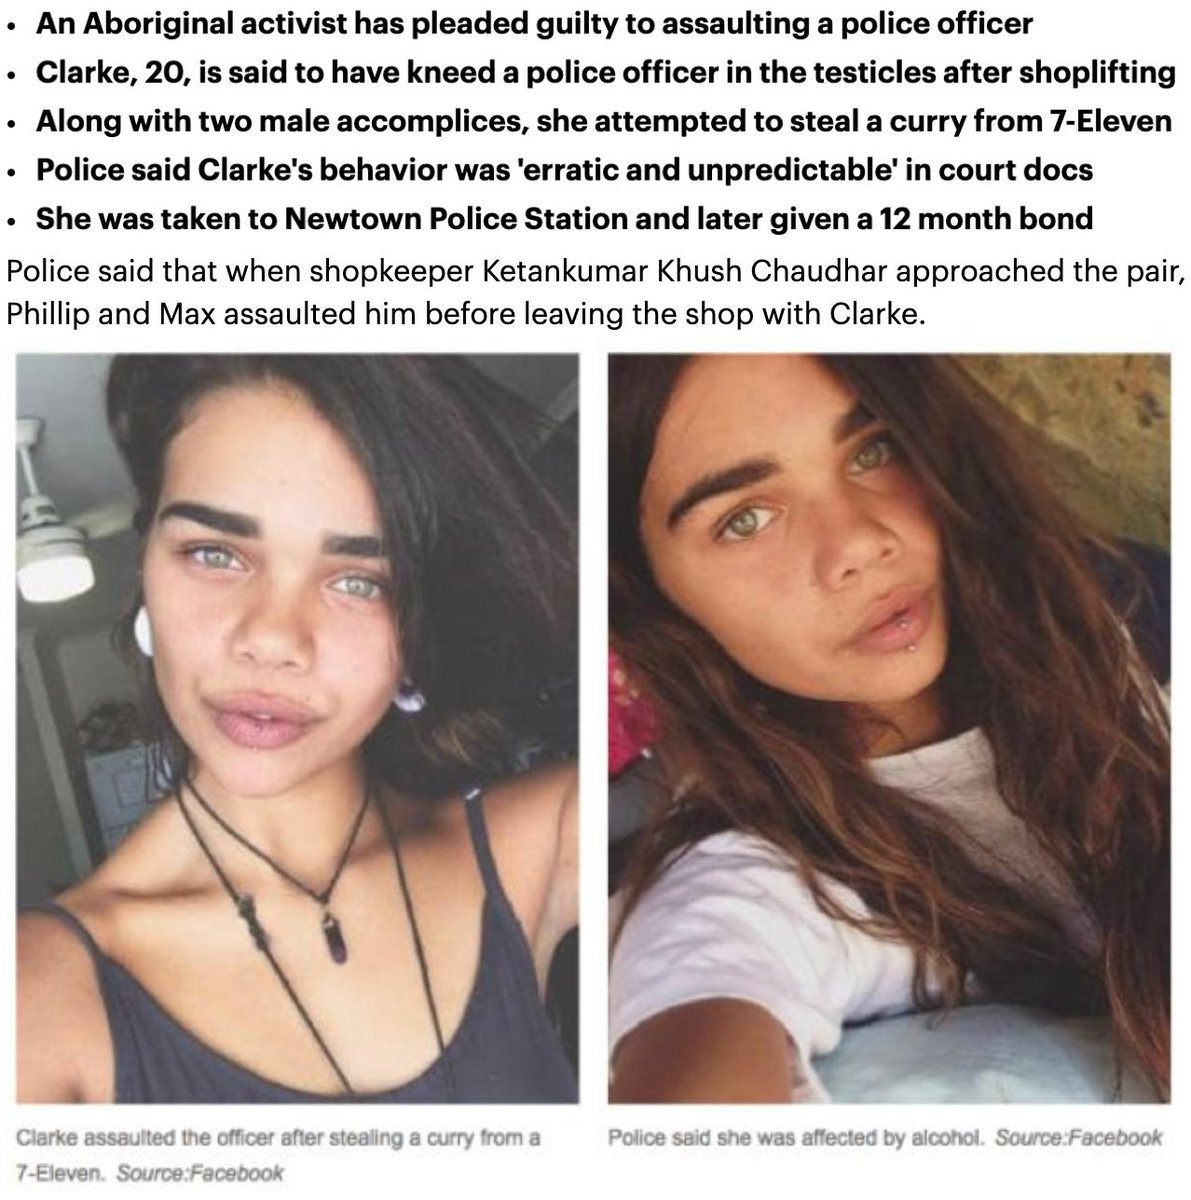 • An Aboriginal activist has pleaded guilty to assaulting a police officer
• Clarke, 20, is said to have kneed a police officer in the testicles after shoplifting
• Along with two male accomplices, she attempted to steal a curry from 7-Eleven
• Police said Clarke's behavior was 'erratic and unpredictable' in court docs
• She was taken to Newtown Police Station and later given a 12 month bond
Police said that when shopkeeper Ketankumar Khush Chaudhar approached the pair,
Phillip and Max assaulted him before leaving the shop with Clarke.
Clarke assaulted the officer after stealing a curry from a
7-Eleven. Source:Facebook
Police said she was affected by alcohol. Source:Facebook